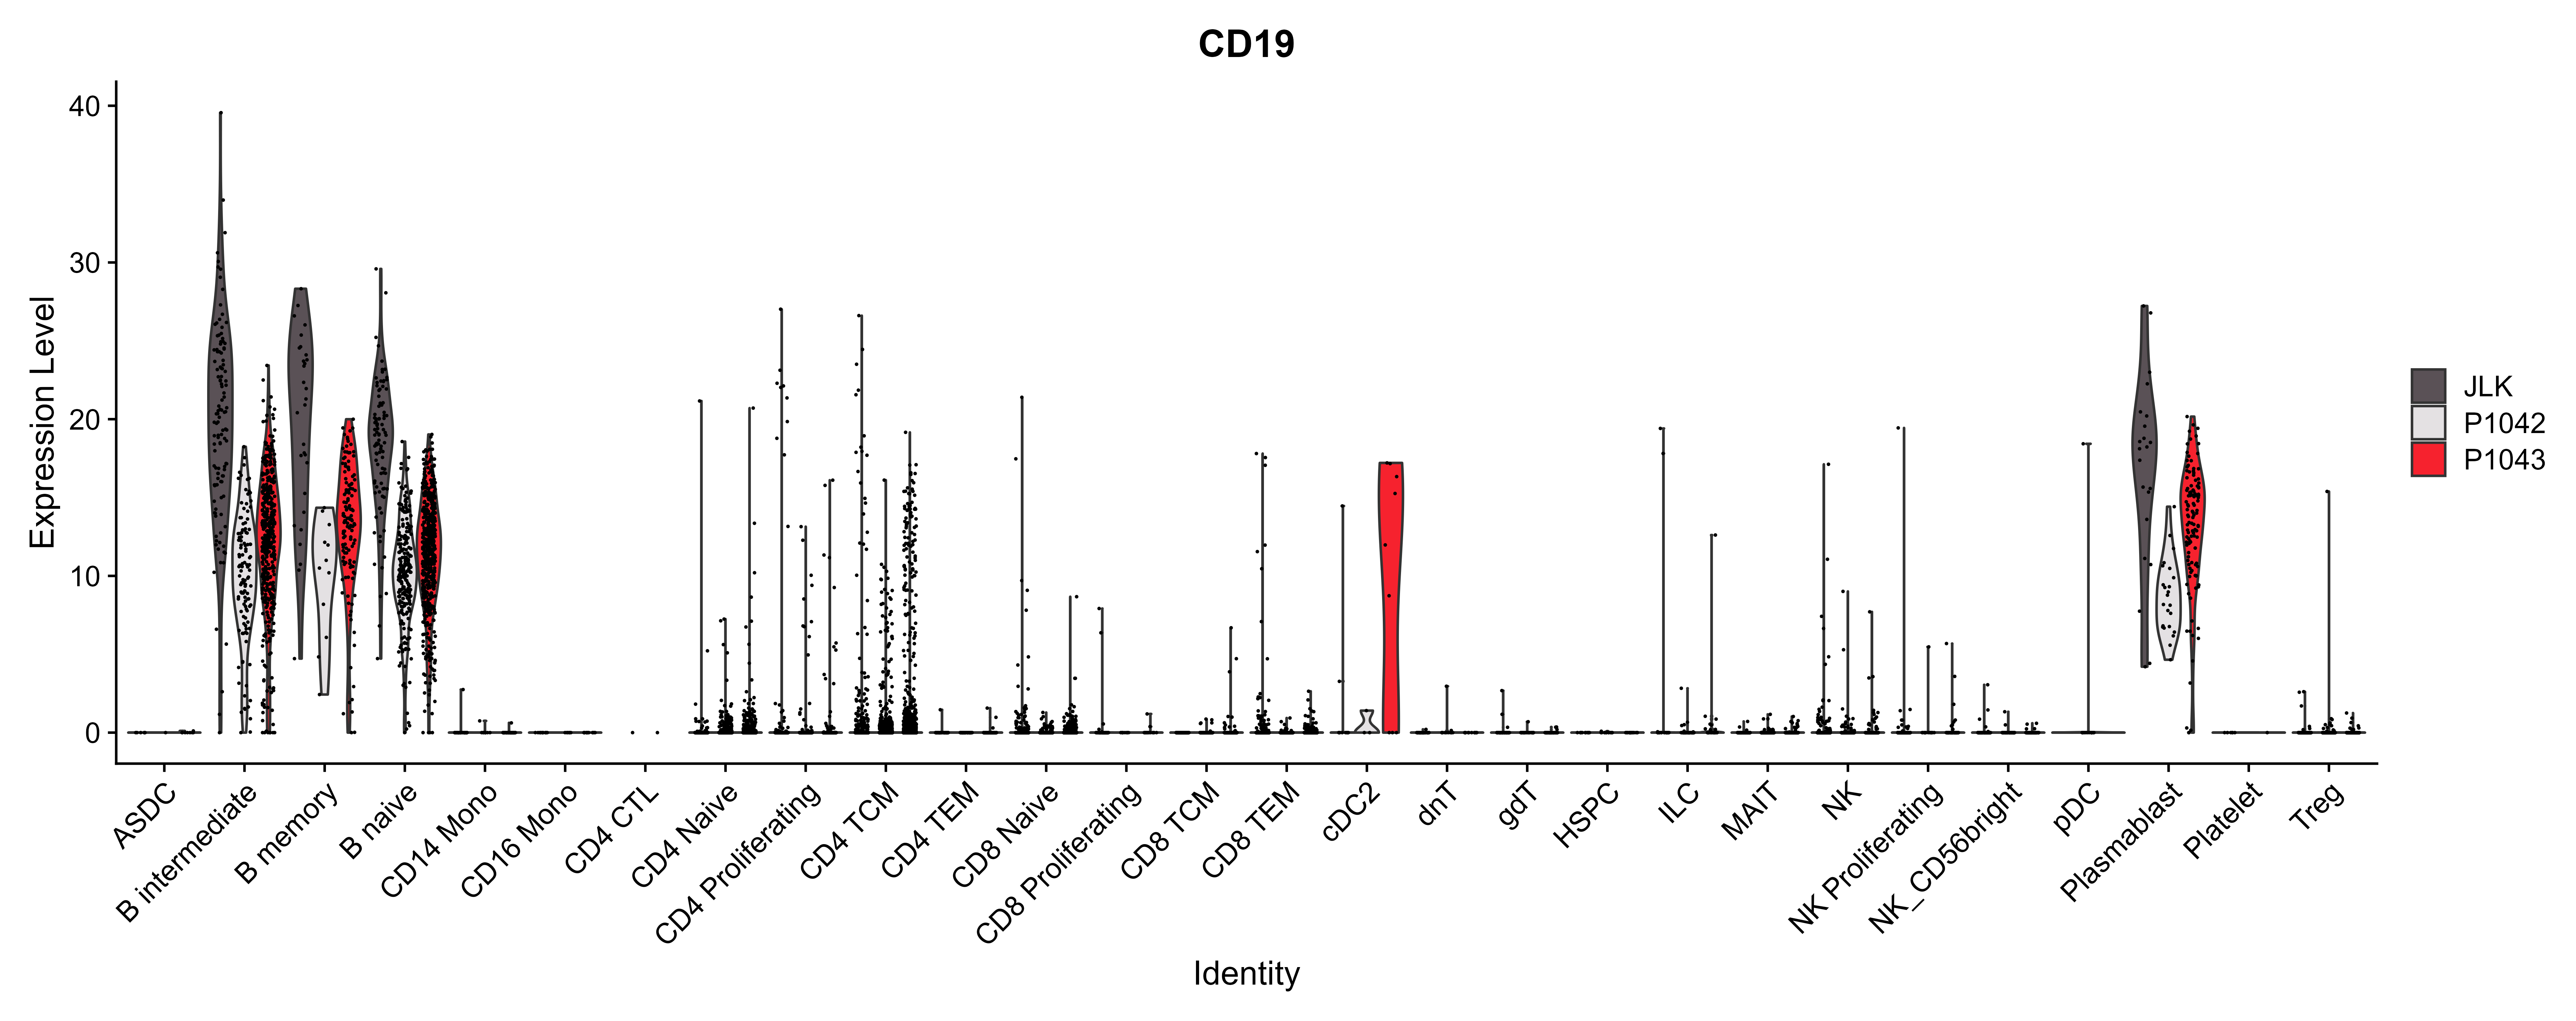 CD19
Expression Level
40
30
20
10
0
ASDC
B intermediate
B memory
B naive
CD14 Mono
CD16 Mono
CD4 CTL
CD4 Naive
CD4 Proliferating
CD4 TCM
CD4 TEM
CD8 Naive
CD8 Proliferating
CD8 TCM
CD8 TEM
cDC2
dnT
gdT
HSPC
ILC
MAIT
NK
NK Proliferating
NK_CD56bright
pDC
Plasmablast
Platelet
Treg
Identity
JLK
P1042
P1043